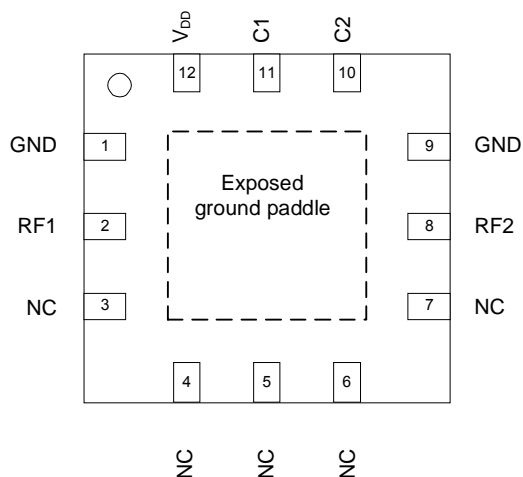 VDD
C1
C2
12
11
10
GND
1
9
GND
Exposed
ground paddle
RF1
2
8
RF2
NC
3
7
NC
4
5
6
NC
NC
NC